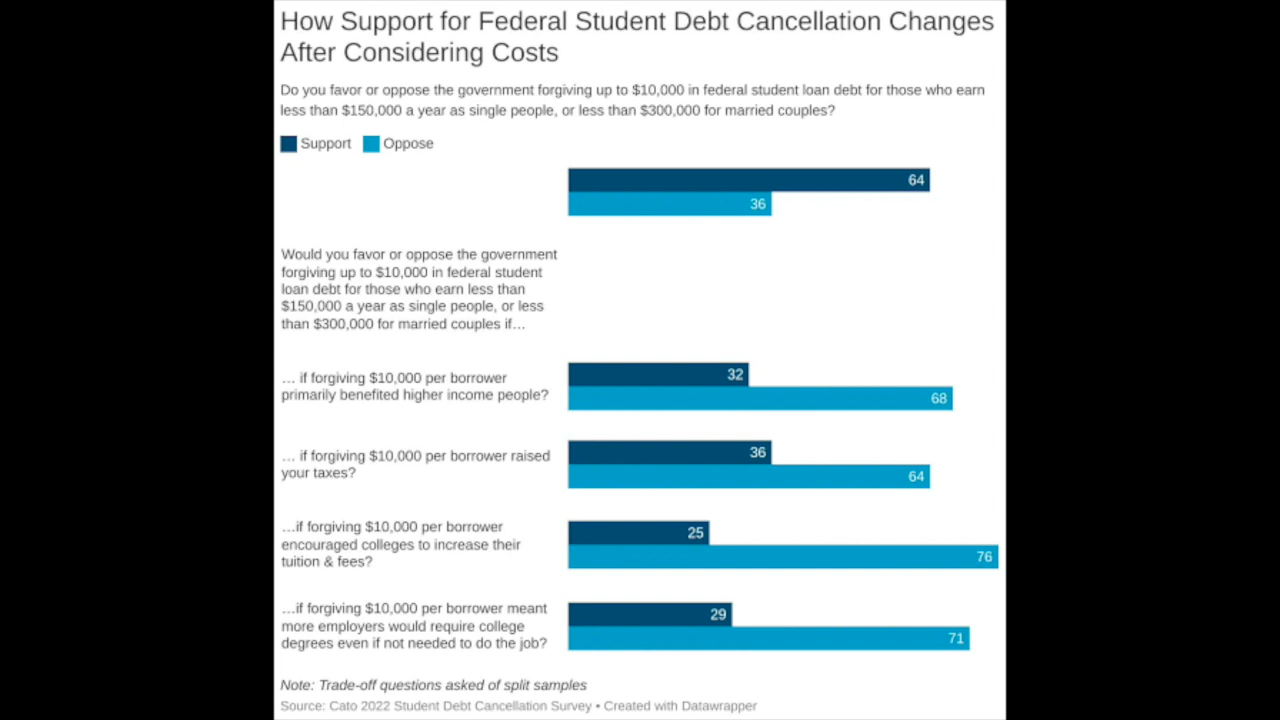 How Support for Federal Student Debt Cancellation Changes
After Considering Costs
Do you favor or oppose the government forgiving up to $10,000 in federal student loan debt for those who earn
less than $150,000 a year as single people, or less than $300,000 for married couples?
Support Oppose
64
36
Would you favor or oppose the government
forgiving up to $10,000 in federal student
loan debt for those who earn less than
$150,000 a year as single people, or less
than $300,000 for married couples if…
… if forgiving $10,000 per borrower
primarily benefited higher income people?
32
68
… if forgiving $10,000 per borrower raised
your taxes?
36
64
…if forgiving $10,000 per borrower
encouraged colleges to increase their
tuition & fees?
25
76
…if forgiving $10,000 per borrower meant
more employers would require college
degrees even if not needed to do the job?
29
71
Note: Trade-off questions asked of split samples
Source: Cato 2022 Student Debt Cancellation Survey • Created with Datawrapper